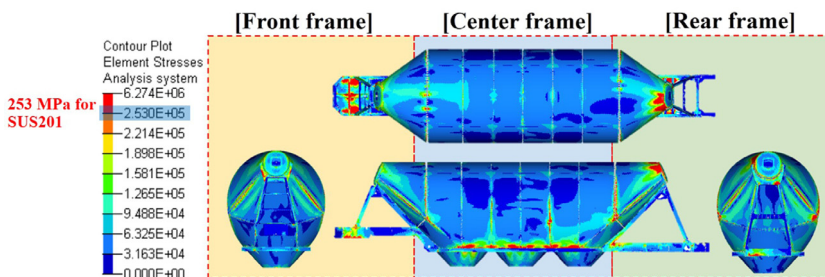 [Front frame]
[Center frame]
[Rear frame]
Contour Plot
Element Stresses
Analysis system
253 MPa for
SUS201
6.274E+06
2.530E+05
2.214E+05
1.898E+05
1.581E+05
1.265E+05
9.488E+04
6.325E+04
3.163E+04
0.000E+00